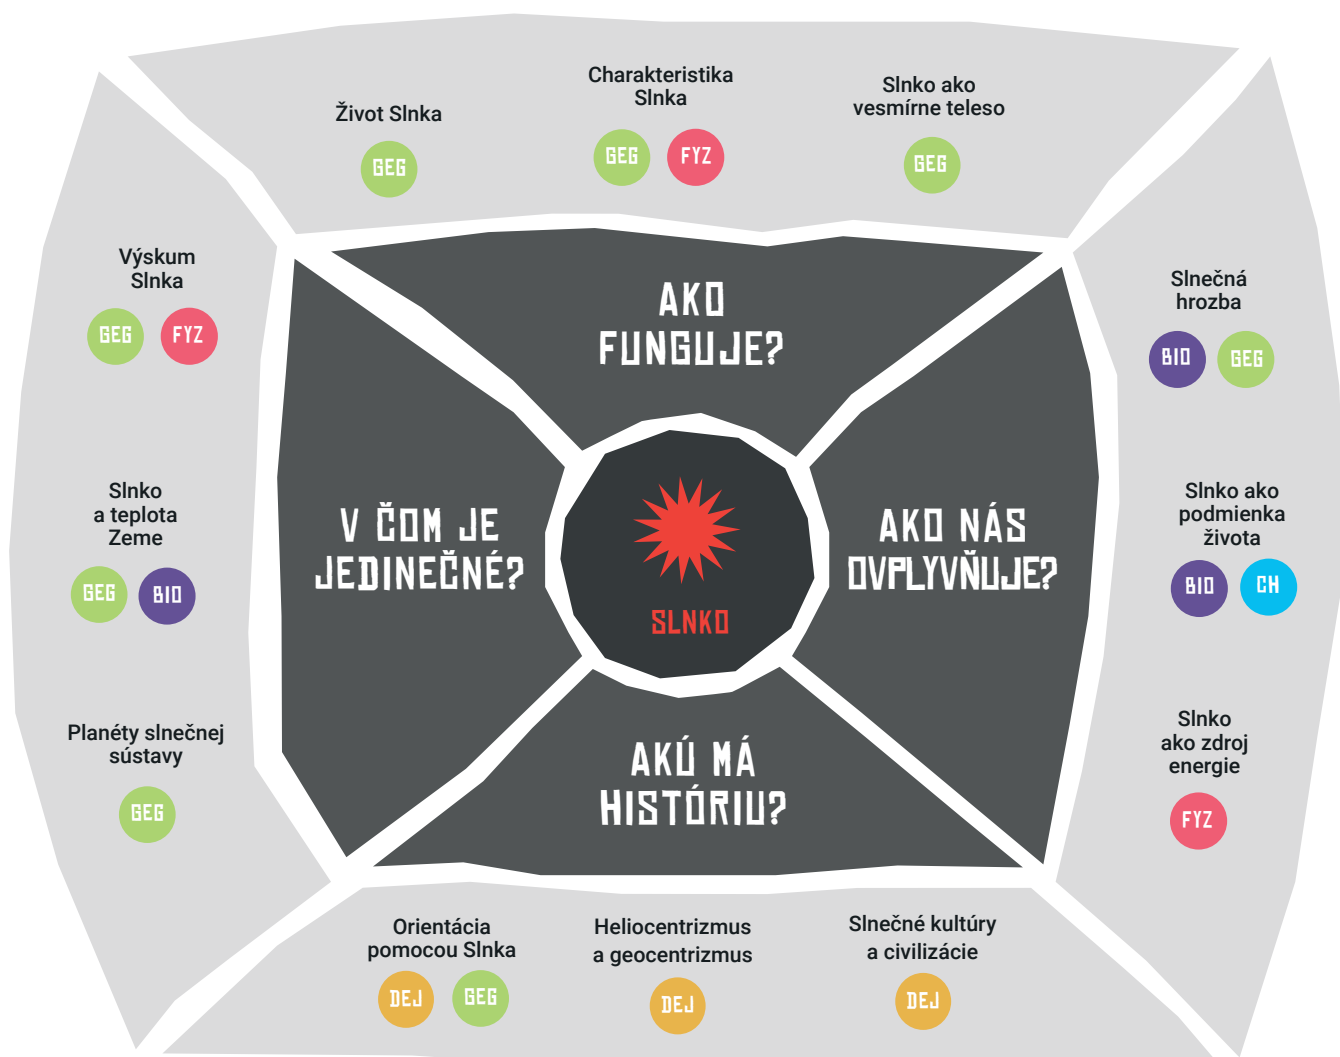 Život Slnka
GEG
Charakteristika
Slnka
GEG FYZ
Slnko ako
vesmírne teleso
GEG
Výskum
Slnka
GEG FYZ
Slnko
a teplota
Zeme
GEG BIO
Planéty slnečnej
sústavy
GEG
AKO
FUNGUJE?
V ČOM JE
JEDINEČNÉ?
SLNKO
AKO NÁS
OVPLYVŇUJE?
AKÚ MÁ
HISTÓRIU?
Slnečná
hrozba
BIO GEG
Slnko ako
podmienka
života
BIO CH
Slnko
ako zdroj
energie
FYZ
Orientácia
pomocou Slnka
DEJ GEG
Heliocentrizmus
a geocentrizmus
DEJ
Slnečné kultúry
a civilizácie
DEJ